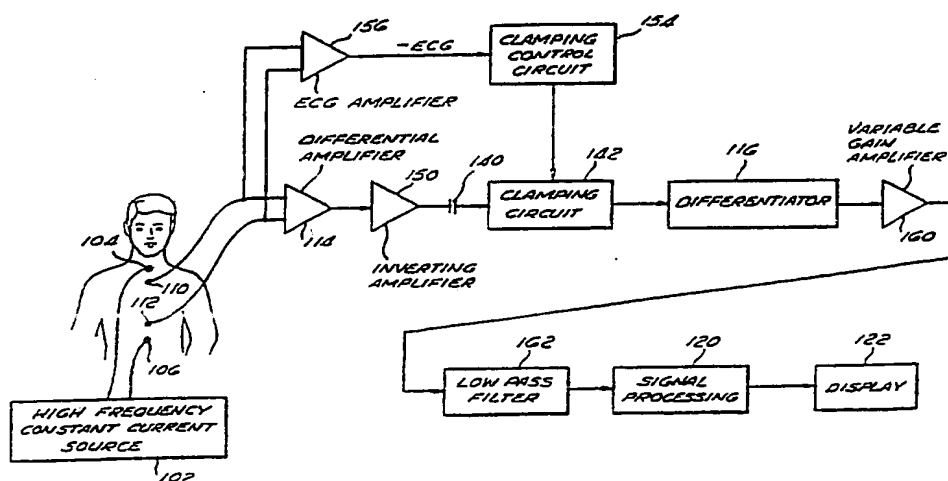 156
-ECG
CLAMPING
CONTROL
CIRCUIT
154
ECG AMPLIFIER
DIFFERENTIAL
AMPLIFIER
150
140
142
116
VARIABLE
GAIN
AMPLIFIER
CLAMPING
CIRCUIT
DIFFERENTIATOR
114
160
INVERTING
AMPLIFIER
104
110
112
106
162
120
122
LOW PASS
FILTER
SIGNAL
PROCESSING
DISPLAY
HIGH FREQUENCY
CONSTANT CURRENT
SOURCE
102